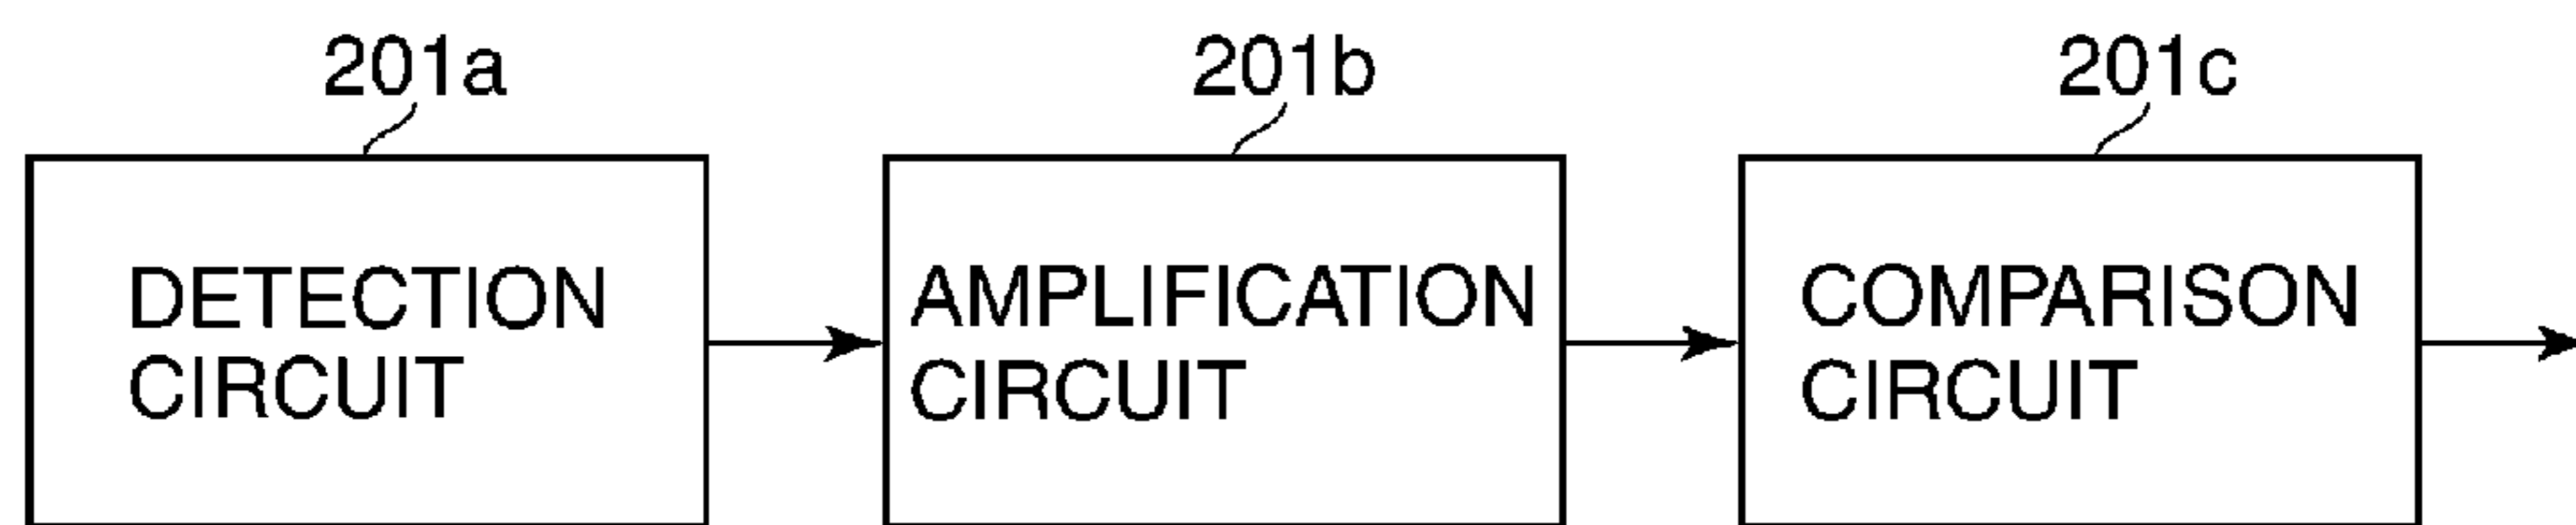 201a
201b
201c
DETECTION
CIRCUIT
AMPLIFICATION
CIRCUIT
COMPARISON
CIRCUIT